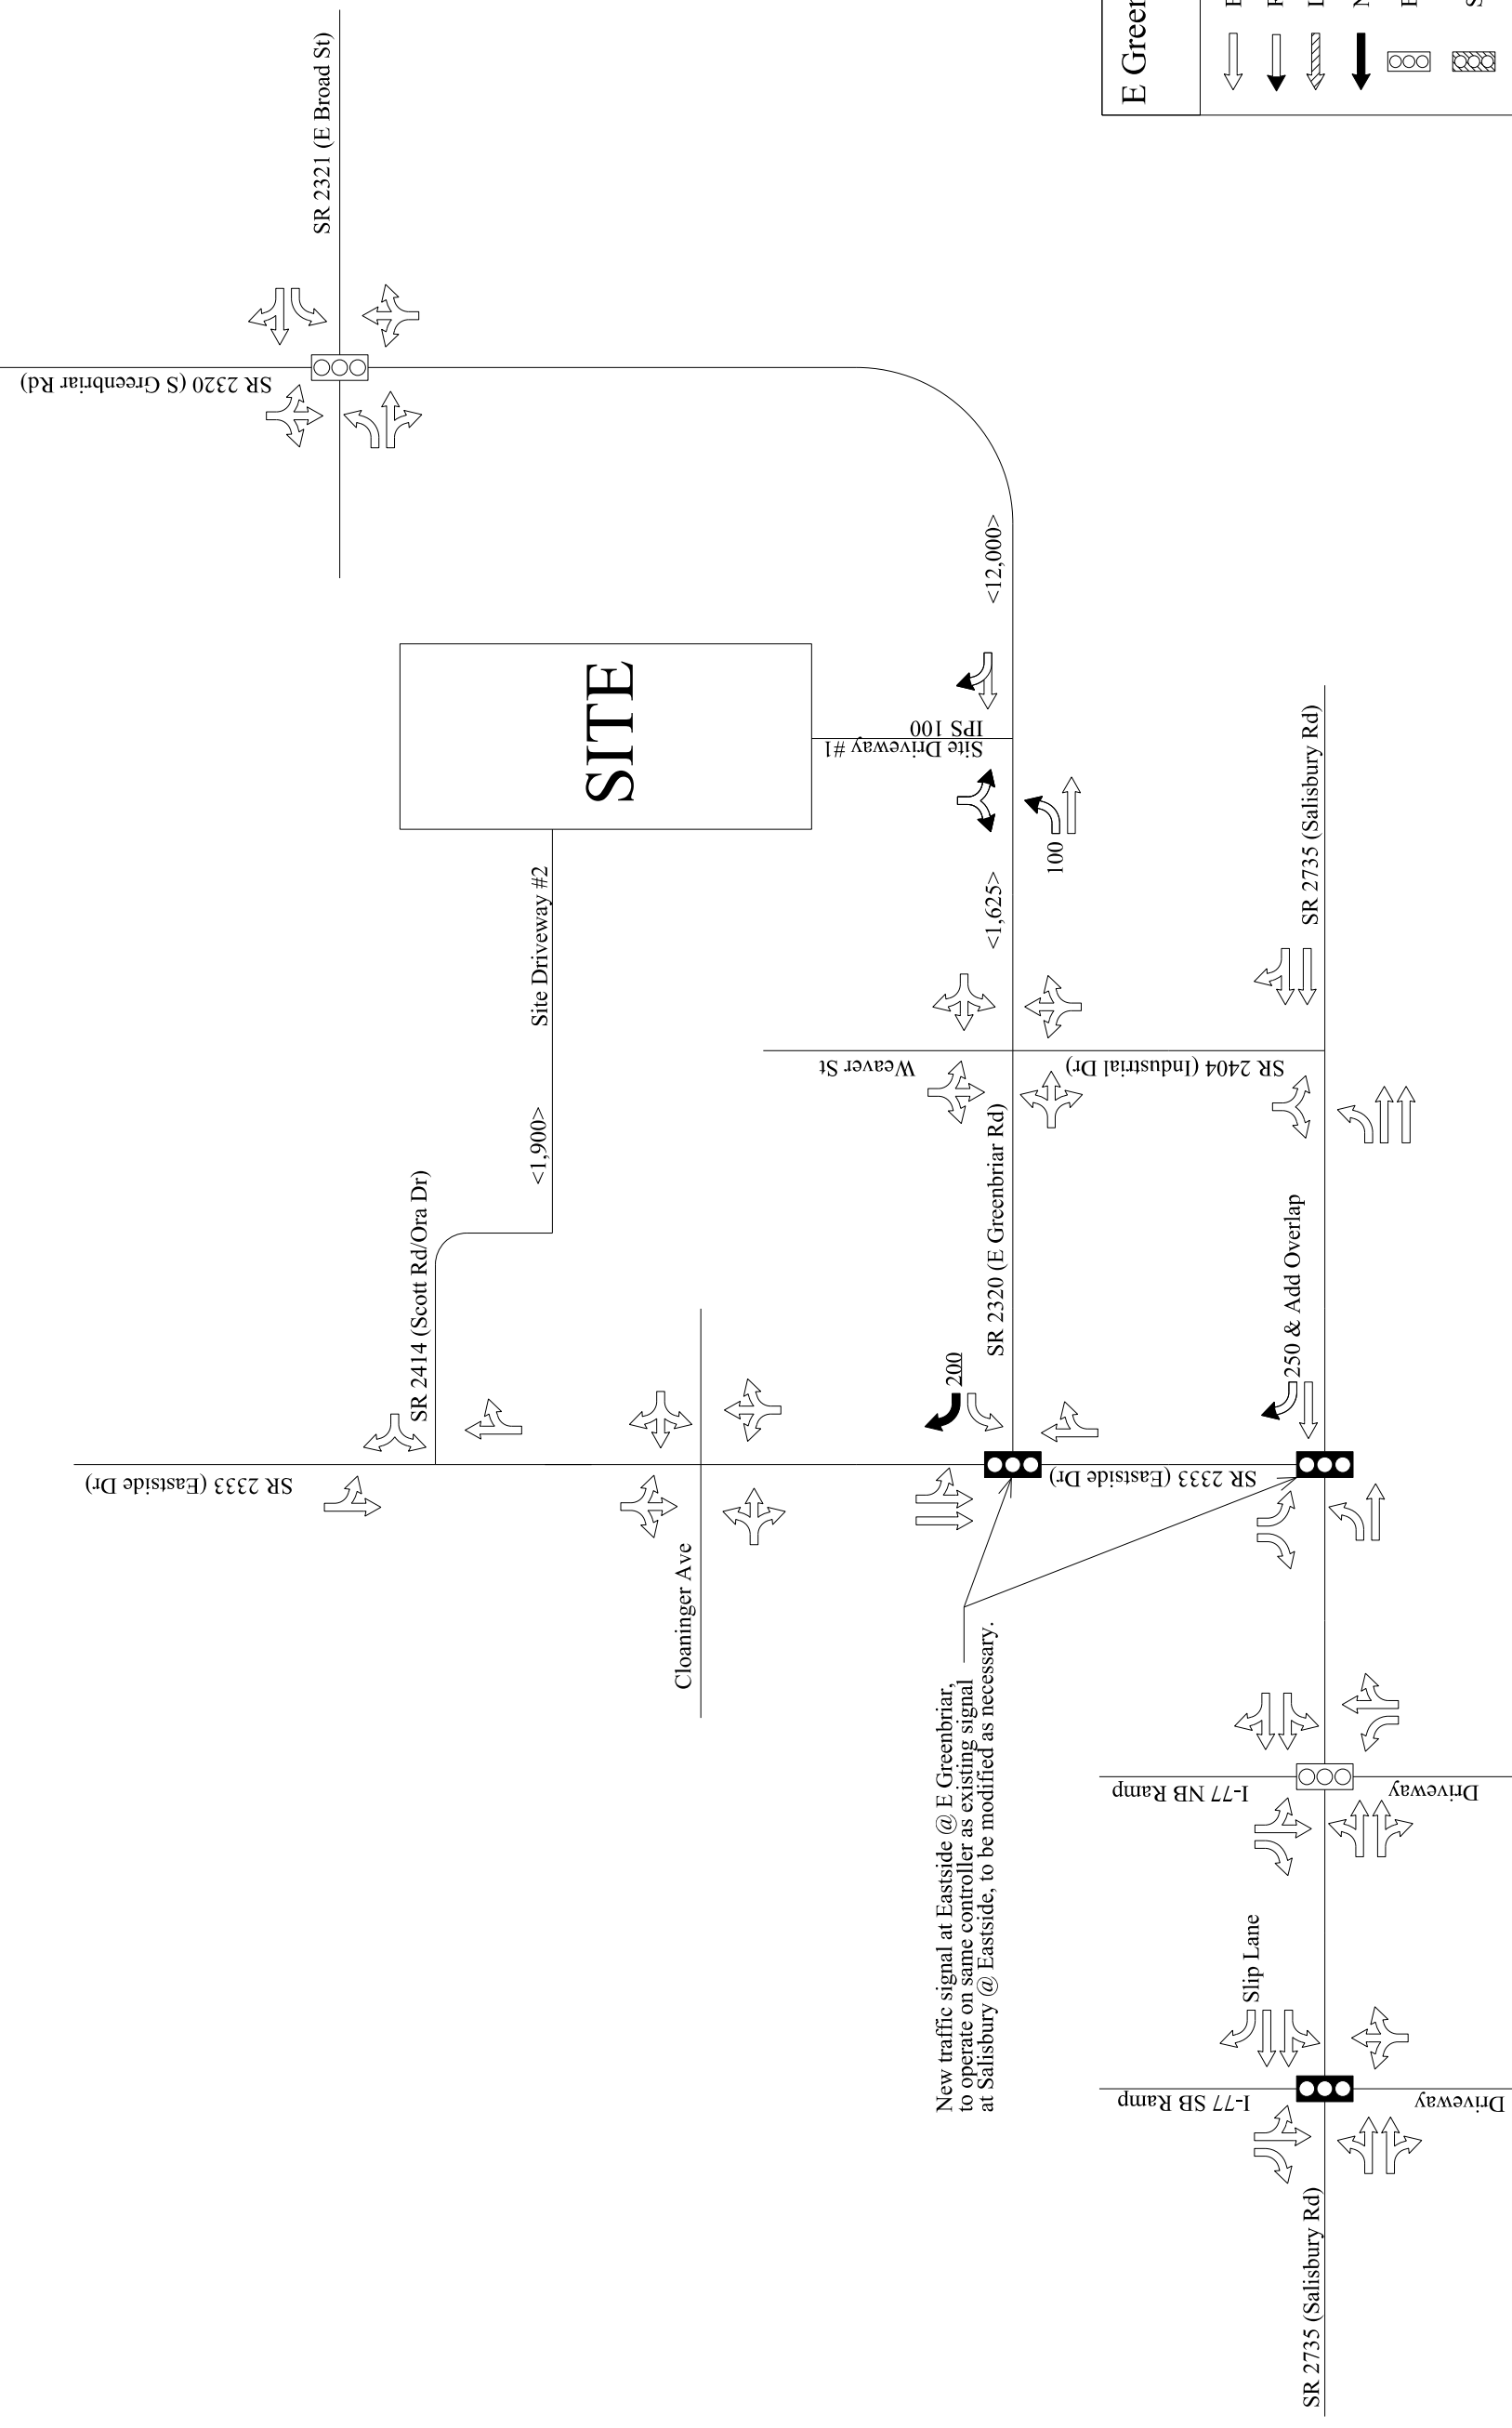 SR 2321 (E Broad St)
SR 2320 (S Greenbriar Rd)
E Green
SITE
Site Driveway #1
IPS 100
<12,000>
100
<1,625>
Site Driveway #2
<1,900>
SR 2414 (Scott Rd/Ora Dr)
SR 2333 (Eastside Dr)
Cloaninger Ave
Weaver St
SR 2404 (Industrial Dr)
SR 2735 (Salisbury Rd)
SR 2320 (E Greenbriar Rd)
200
250 & Add Overlap
SR 2333 (Eastside Dr)
New traffic signal at Eastside @ E Greenbriar,
to operate on same controller as existing signal
at Salisbury @ Eastside, to be modified as necessary.
I-77 NB Ramp
Driveway
Slip Lane
I-77 SB Ramp
Driveway
SR 2735 (Salisbury Rd)